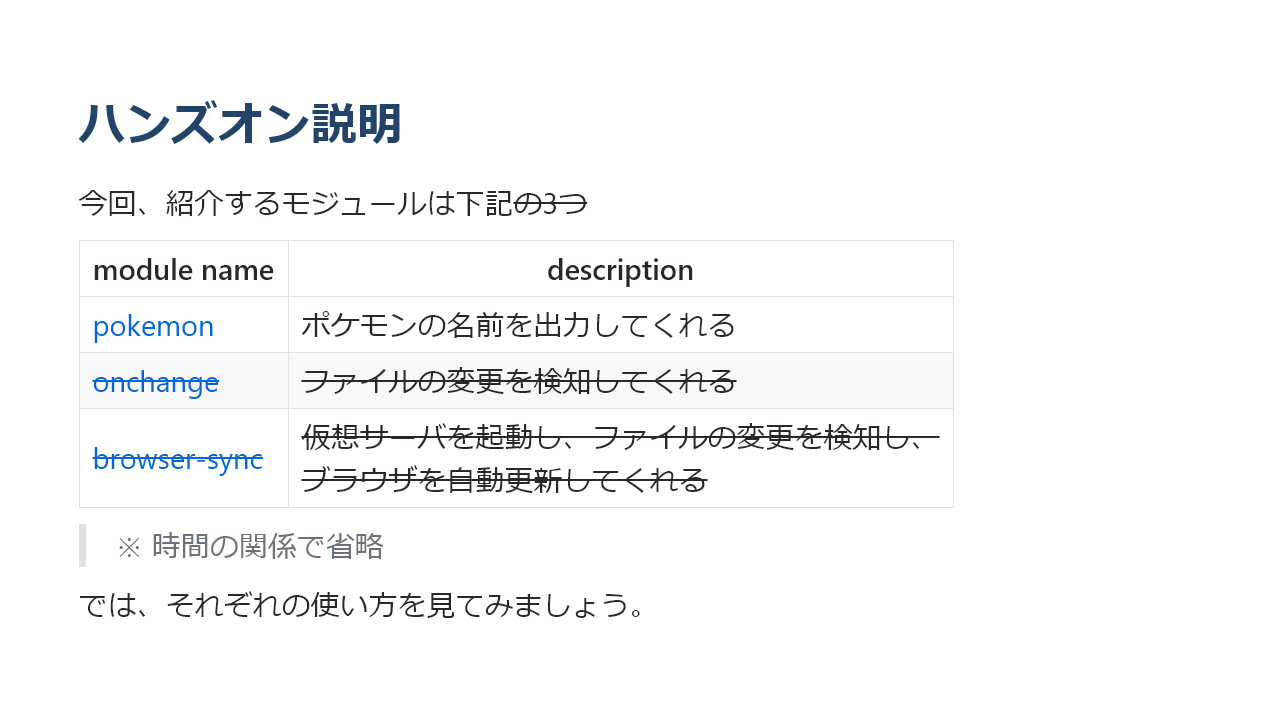 ハンズオン説明
今回、紹介するモジュールは下記の3つ
module name description
pokemon ポケモンの名前を出力してくれる
onchange ファイルの変更を検知してくれる
browser-sync 仮想サーバを起動し、ファイルの変更を検知し、
ブラウザを自動更新してくれる
※ 時間の関係で省略
では、それぞれの使い方を見てみましょう。